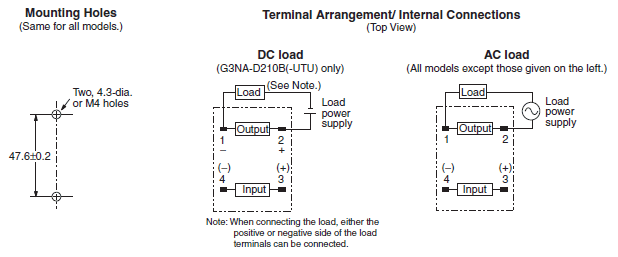 Mounting Holes
(Same for all models.)
Two, 4.3-dia.
or M4 holes
47.6±0.2
Terminal Arrangement/ Internal Connections
(Top View)
DC load
(G3NA-D210B(-UTU) only)
Load
(See Note.)
Load
power
supply
Output
1
2
−
+
(−)
(+)
4
3
Input
Note: When connecting the load, either the
positive or negative side of the load
terminals can be connected.
AC load
(All models except those given on the left.)
Load
Load
power
supply
Output
1
2
(−)
(+)
4
3
Input